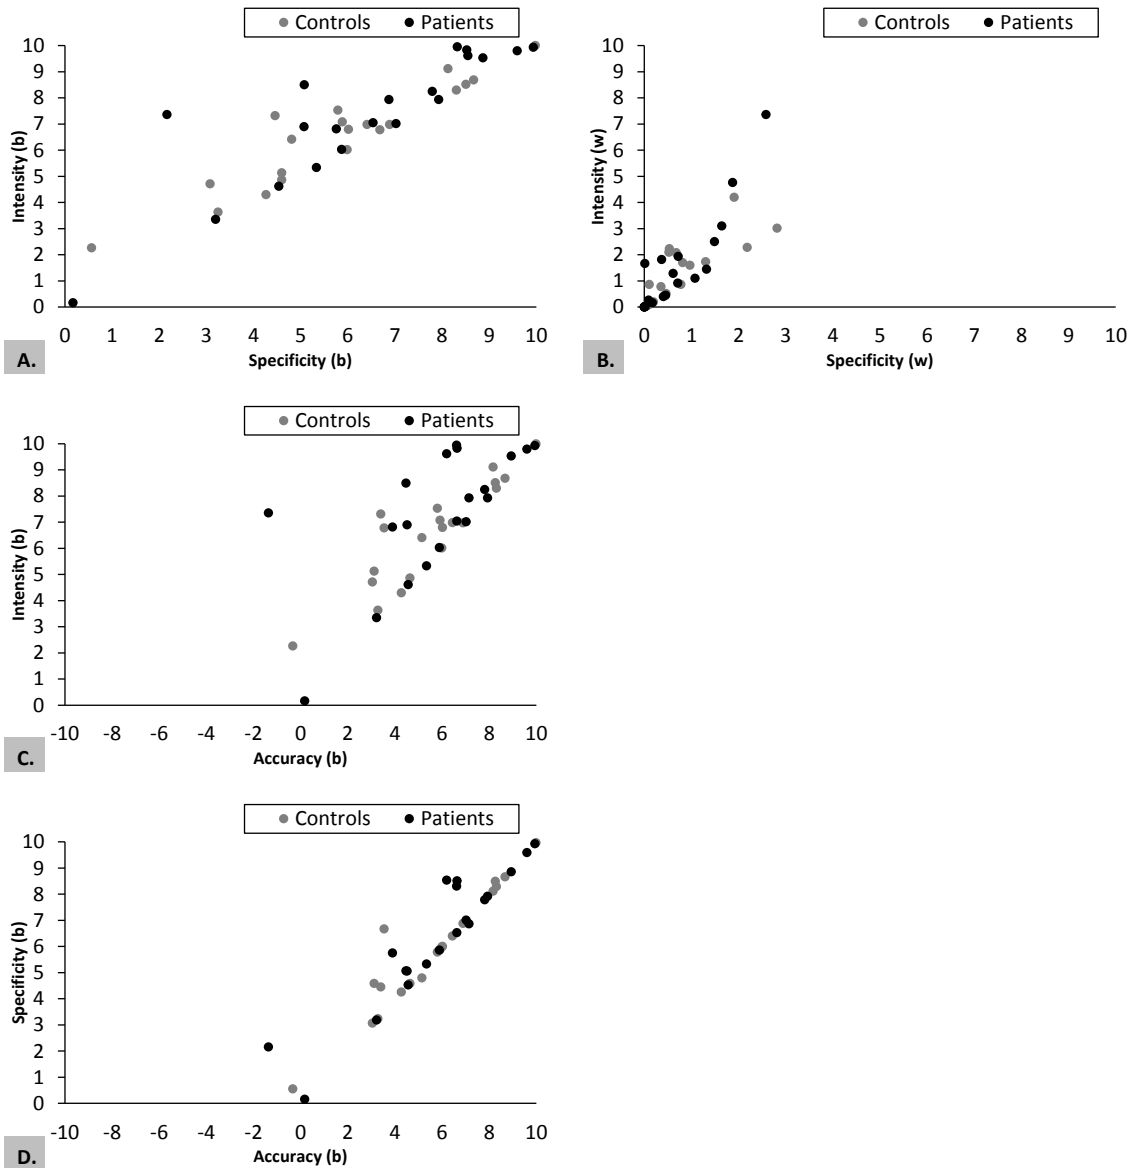 Controls Patients
10
9
8
7
6
5
4
3
2
1
0
Intensity (b)
0 1 2 3 4 5 6 7 8 9 10
Specificity (b)
A.
Controls Patients
10
9
8
7
6
5
4
3
2
1
0
Intensity (w)
0 1 2 3 4 5 6 7 8 9 10
Specificity (w)
B.
Controls Patients
10
9
8
7
6
5
4
3
2
1
0
Intensity (b)
-10 -8 -6 -4 -2 0 2 4 6 8 10
Accuracy (b)
C.
Controls Patients
10
9
8
7
6
5
4
3
2
1
0
Specificity (b)
-10 -8 -6 -4 -2 0 2 4 6 8 10
Accuracy (b)
D.